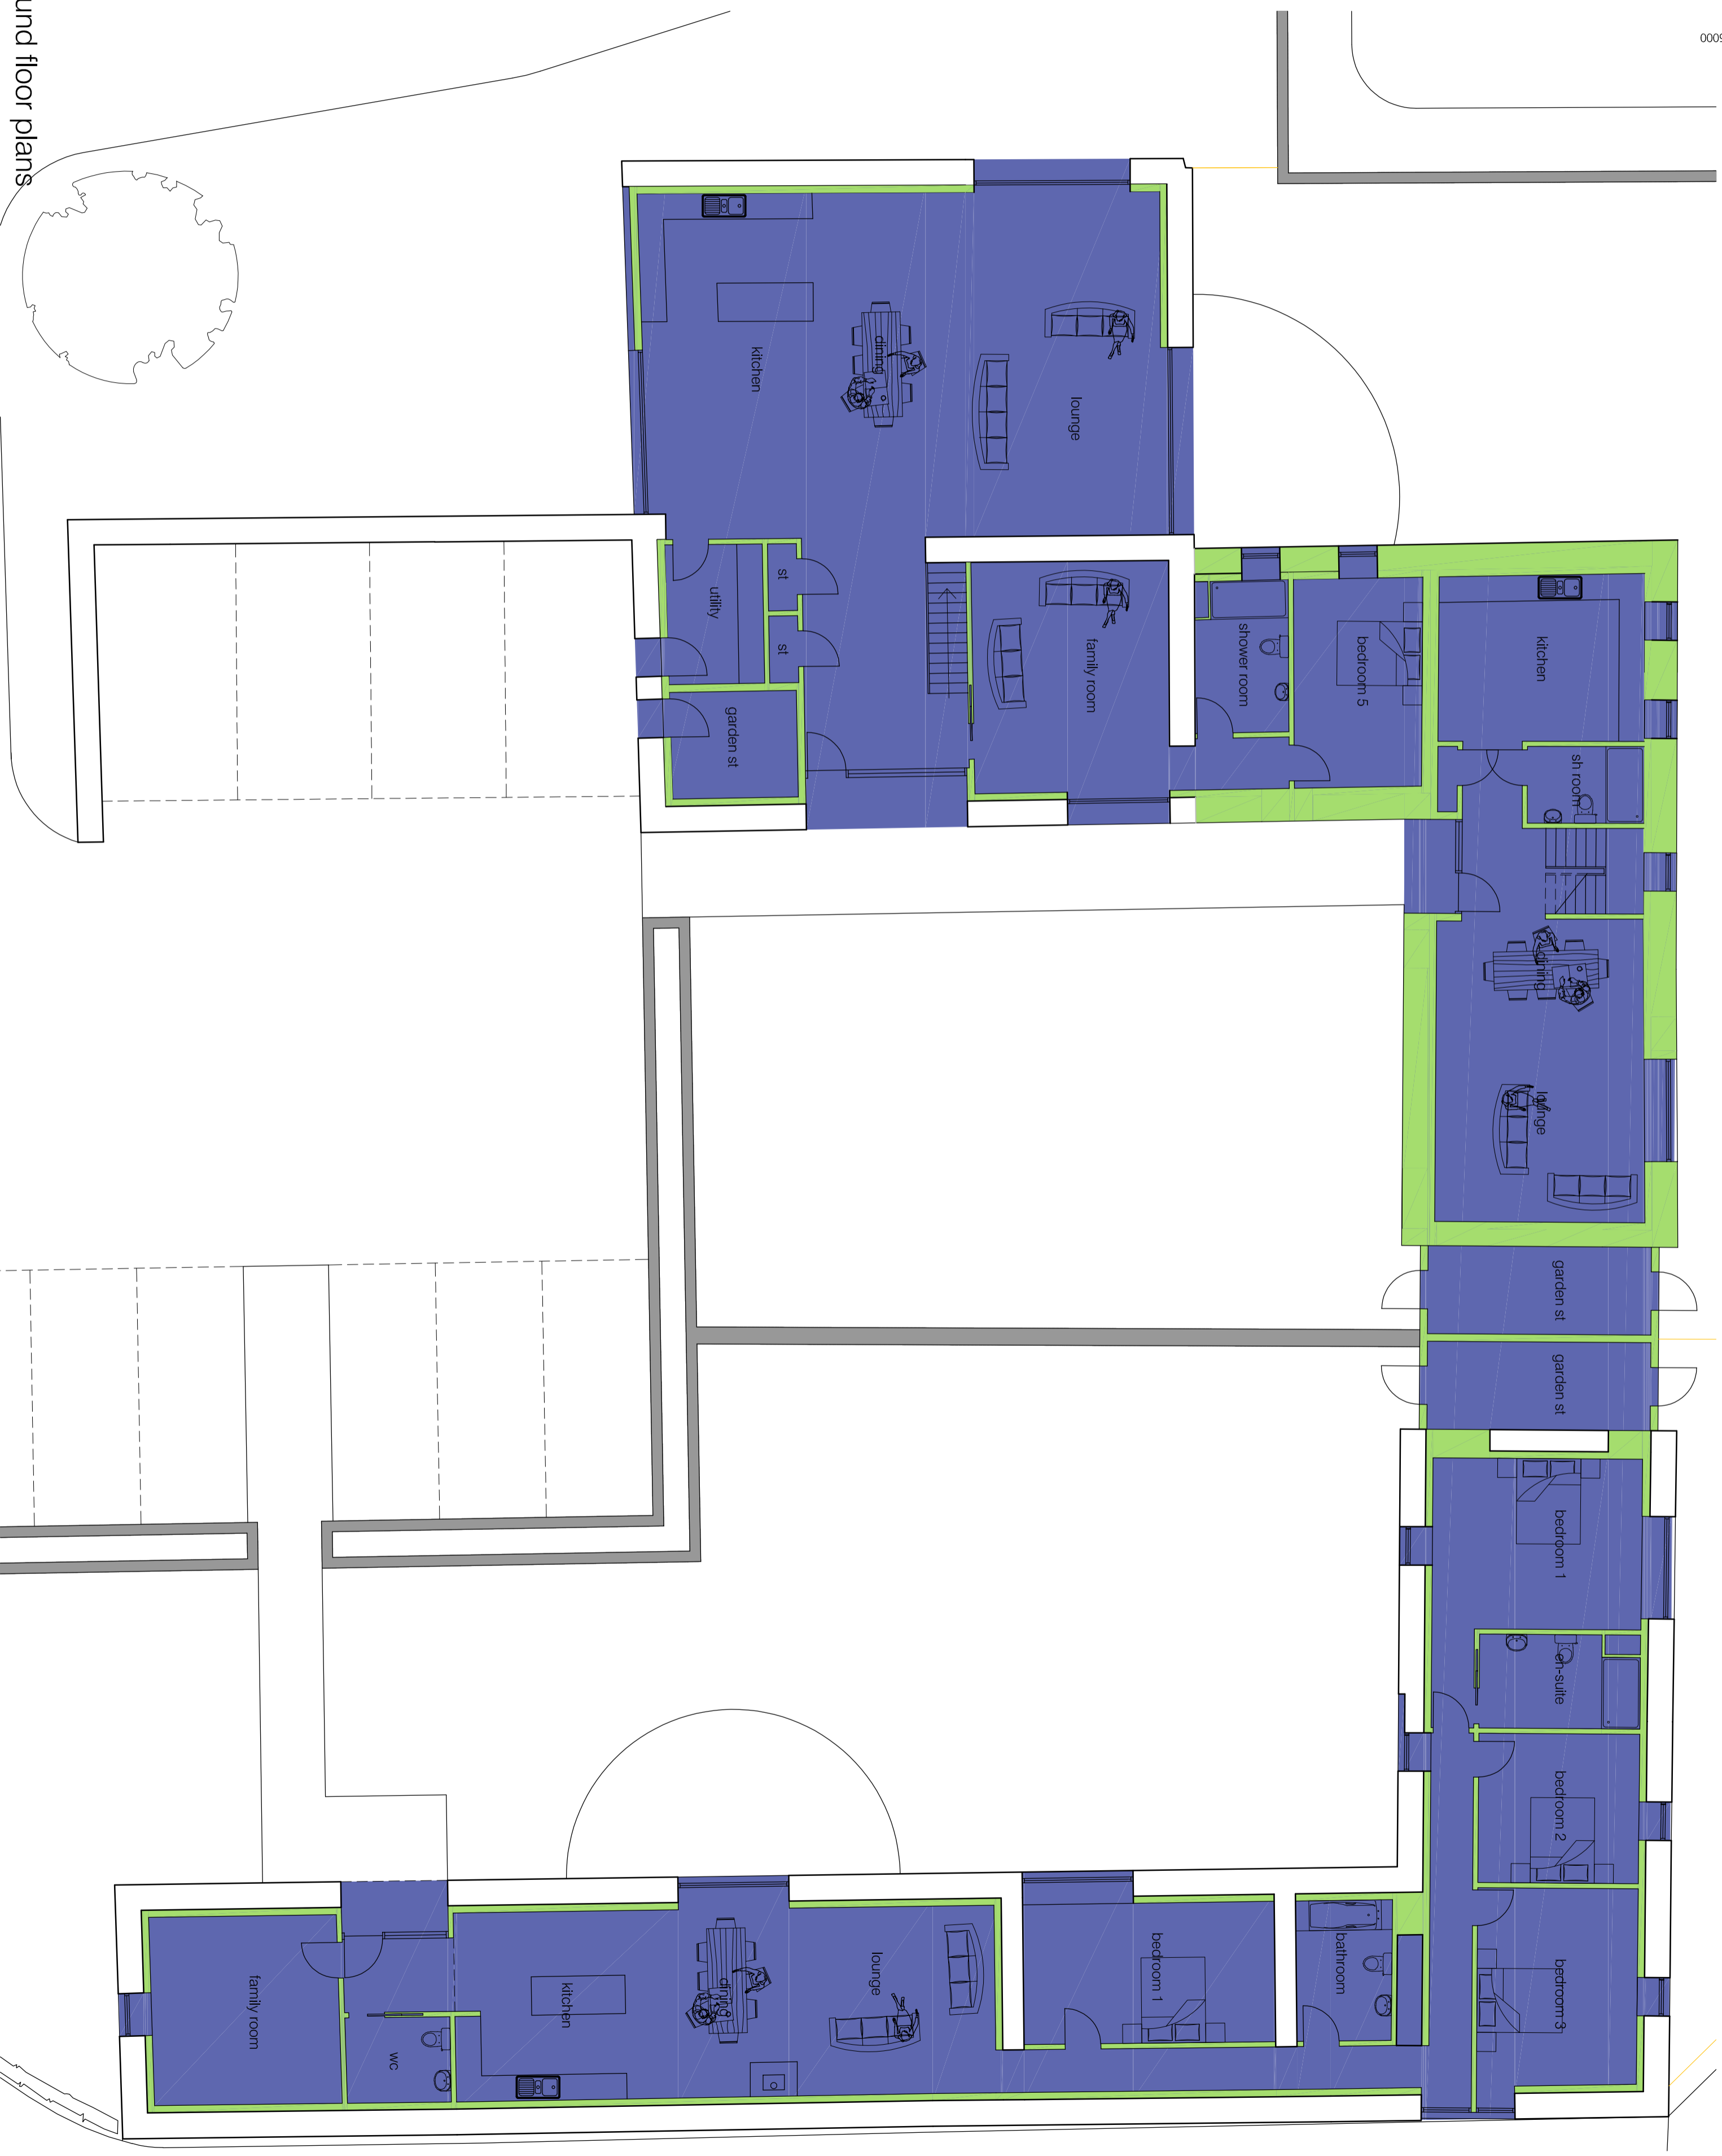 und floor plans
0009
kitchen
dining
lounge
utility
st
st
garden st
family room
shower room
bedroom 5
kitchen
sh room
dining
lounge
garden st
garden st
bedroom 1
en-suite
bedroom 2
bedroom 3
bathroom
bedroom 1
lounge
dining
kitchen
wc
family room